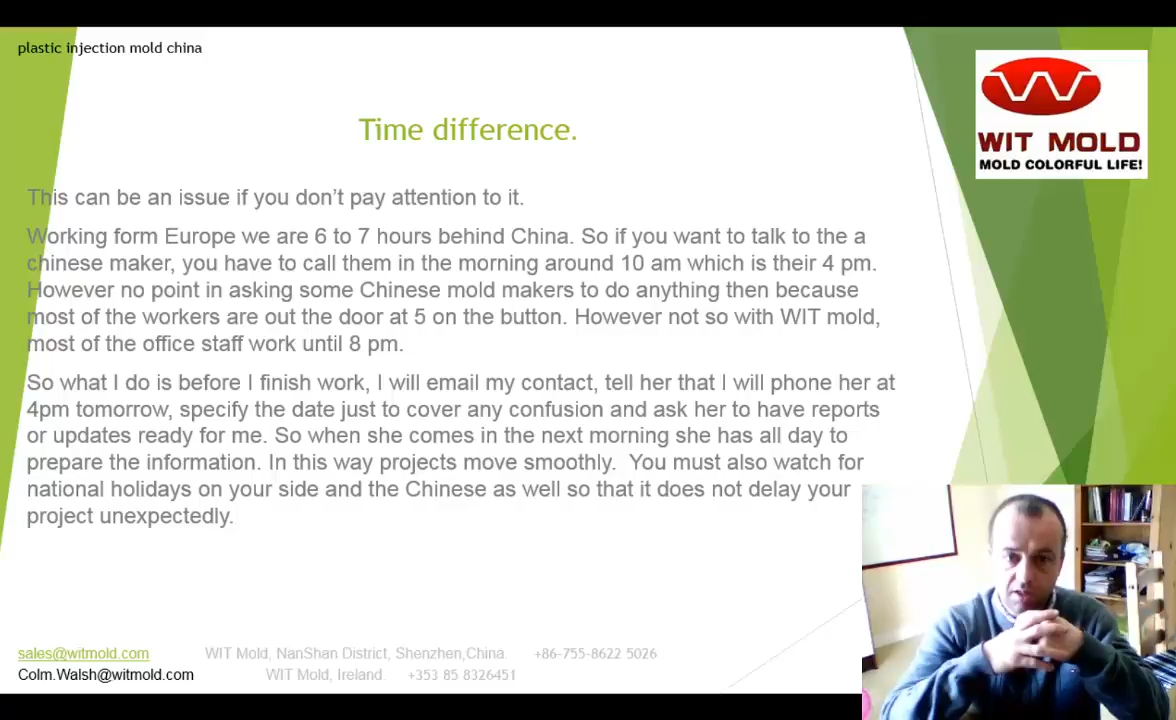 plastic injection mold china
WIT MOLD
MOLD COLORFUL LIFE!
Time difference.
This can be an issue if you don’t pay attention to it.
Working form Europe we are 6 to 7 hours behind China. So if you want to talk to the a
chinese maker, you have to call them in the morning around 10 am which is their 4 pm.
However no point in asking some Chinese mold makers to do anything then because
most of the workers are out the door at 5 on the button. However not so with WIT mold,
most of the office staff work until 8 pm.
So what I do is before I finish work, I will email my contact, tell her that I will phone her at
4pm tomorrow, specify the date just to cover any confusion and ask her to have reports
or updates ready for me. So when she comes in the next morning she has all day to
prepare the information. In this way projects move smoothly.  You must also watch for
national holidays on your side and the Chinese as well so that it does not delay your
project unexpectedly.
sales@witmold.com WIT Mold, NanShan District, Shenzhen,China. +86-755-8622 5026
Colm.Walsh@witmold.com WIT Mold, Ireland. +353 85 8326451